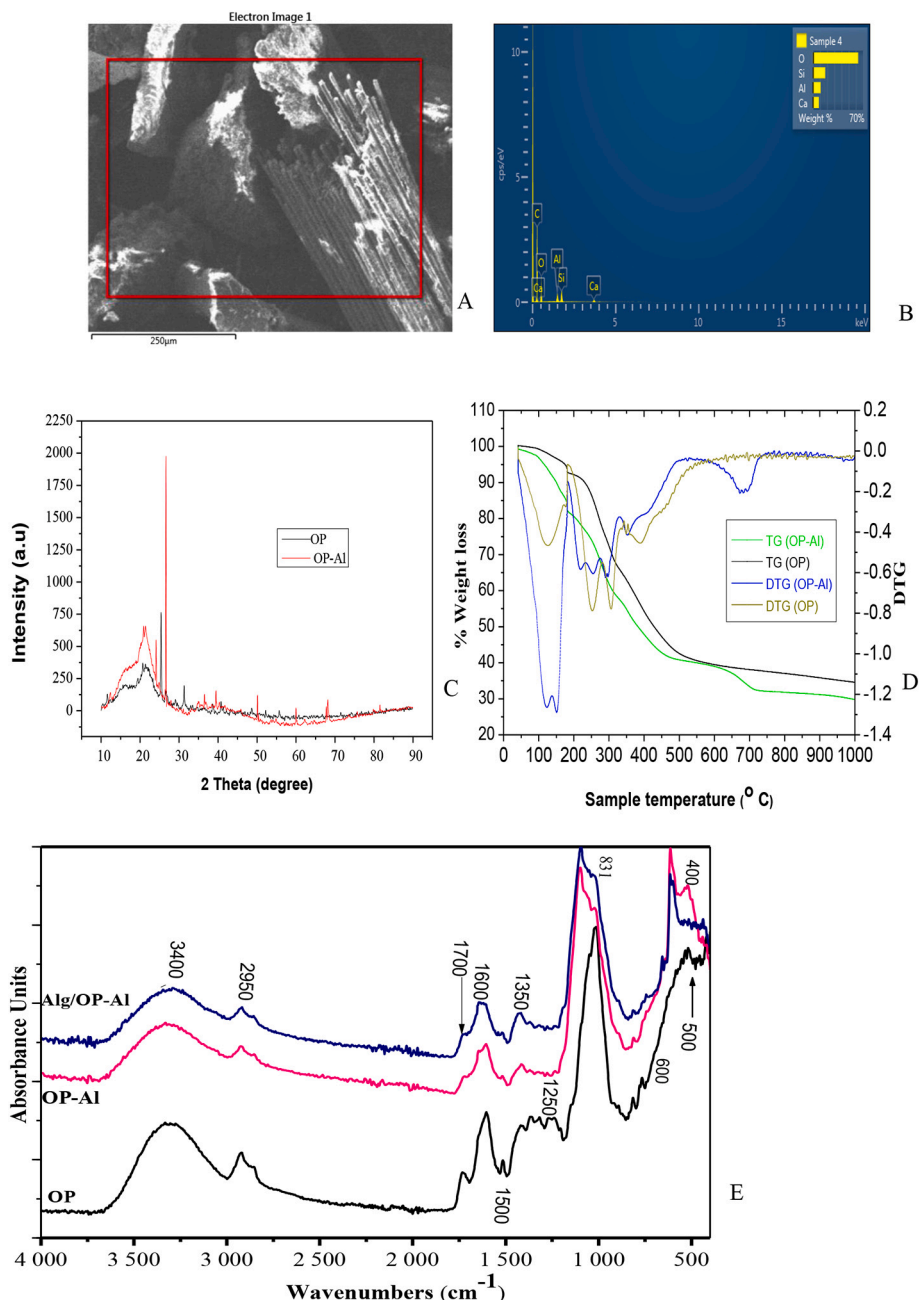 Electron Image 1
250µm
A
10
5
0
cps/eV
C
O
Ca
Al
Si
Ca
0
5
10
15
keV
Sample 4
O
Si
Al
Ca
Weight %
70%
B
2250
2000
1750
1500
1250
1000
750
500
250
0
Intensity (a.u)
OP
OP-Al
10 20 30 40 50 60 70 80 90
2 Theta (degree)
C
110
100
90
80
70
60
50
40
30
20
% Weight loss
TG (OP-Al)
TG (OP)
DTG (OP-Al)
DTG (OP)
0.2
0.0
-0.2
-0.4
-0.6
-0.8
-1.0
-1.2
-1.4
DTG
D
0 100 200 300 400 500 600 700 800 900 1000
Sample temperature (° C)
Absorbance Units
3400
2950
1700
1600
1350
831
400
Alg/OP-Al
OP-Al
OP
1500
1250
600
500
E
4 000 3 500 3 000 2 500 2 000 1 500 1 000 500
Wavenumbers (cm-1)